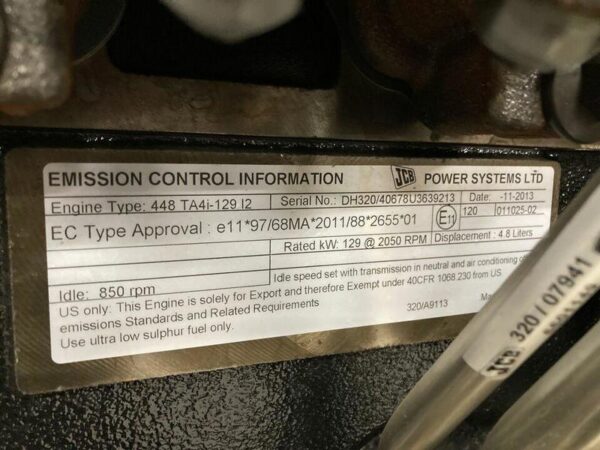 EMISSION CONTROL INFORMATION JCB POWER SYSTEMS LTD
Engine Type: 448 TA4i-129 I2 Serial No.: DH320/40678U3639213 Date: -11-2013
EC Type Approval : e11*97/68MA*2011/88*2655*01 E11 120 011025-02
Rated kW: 129 @ 2050 RPM Displacement : 4.8 Liters
Idle: 850 rpm Idle speed set with transmission in neutral and air conditioning
US only: This Engine is solely for Export and therefore Exempt under 40CFR 1068.230 from US
emissions Standards and Related Requirements 320/A9113
Use ultra low sulphur fuel only.
JCB 320 / 07941